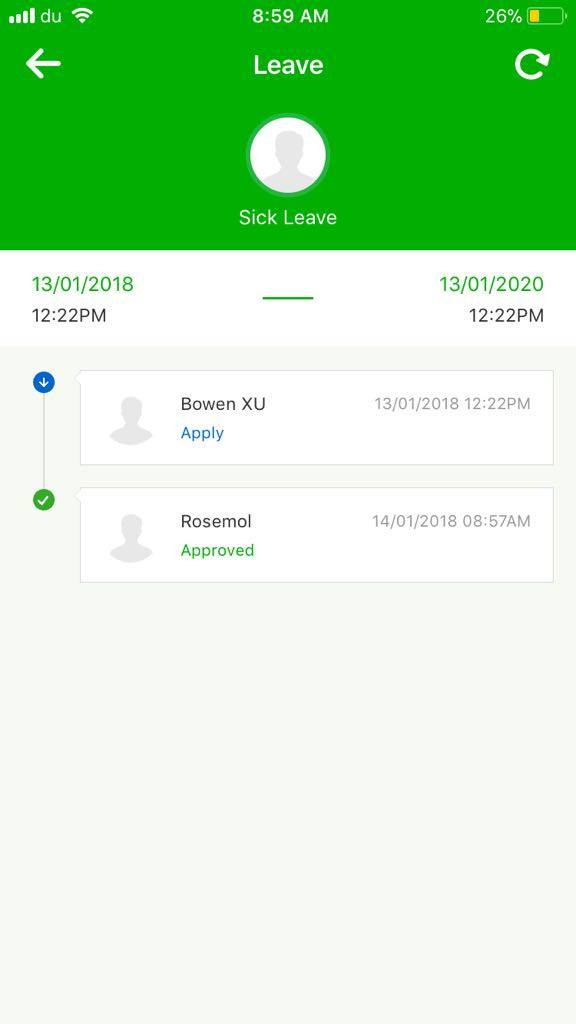 du 8:59 AM 26%
Leave
Sick Leave
13/01/2018 13/01/2020
12:22PM 12:22PM
Bowen XU 13/01/2018 12:22PM
Apply
Rosemol 14/01/2018 08:57AM
Approved